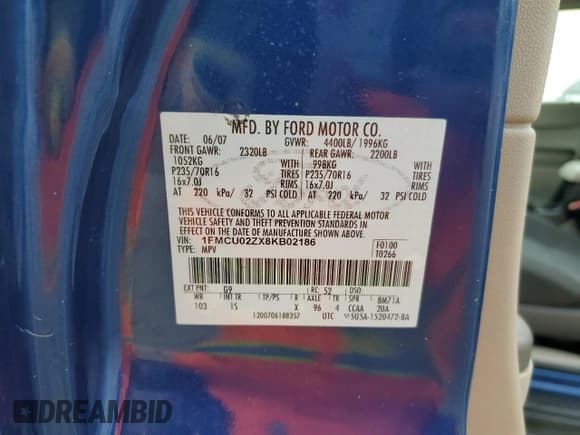 MFD. BY FORD MOTOR CO.
DATE: 06/07 GVWR: 4400LB/ 1996KG
FRONT GAWR: 2320LB REAR GAWR: 2200LB
1052KG WITH 998KG WITH
P235/70R16 TIRES P235/70R16 TIRES
16x7.0J RIMS 16x7.0J RIMS
AT 220 kPa/ 32 PSI COLD AT 220 kPa/ 32 PSI COLD
THIS VEHICLE CONFORMS TO ALL APPLICABLE FEDERAL MOTOR
VEHICLE SAFETY AND THEFT PREVENTION STANDARDS IN
EFFECT ON THE DATE OF MANUFACTURE SHOWN ABOVE.
VIN: 1FMCU02ZX8KB02186 F0100
TYPE: MPV T0266
EXT PNT: G9 RC: 52 DSO:
WB INT TR TP/PS R AXLE TR SPR 8M71A
103 IS X 96 4 CCAA 20A
120070618835? UTC 5U5A-1520472-BA
DREAMBID